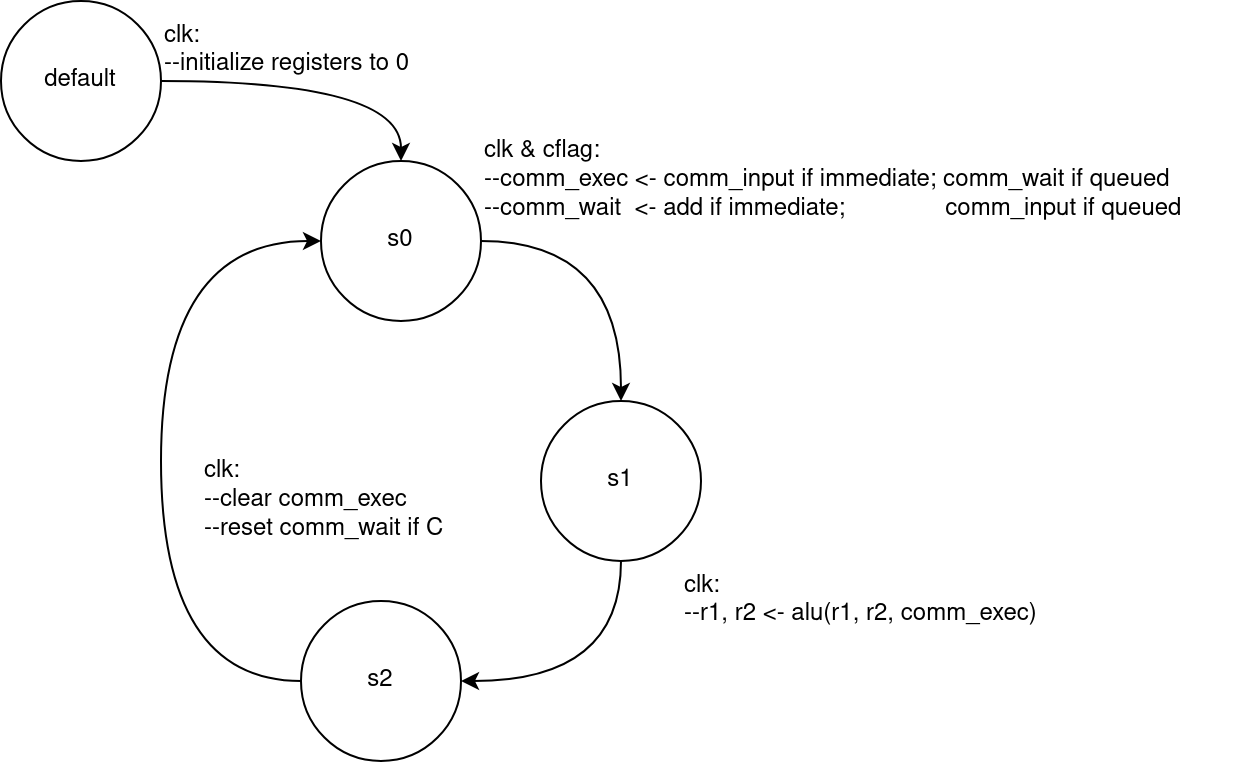 clk:
--initialize registers to 0
default
clk & cflag:
--comm_exec <- comm_input if immediate; comm_wait if queued
--comm_wait <- add if immediate; comm_input if queued
s0
clk:
--clear comm_exec
--reset comm_wait if C
s1
clk:
--r1, r2 <- alu(r1, r2, comm_exec)
s2